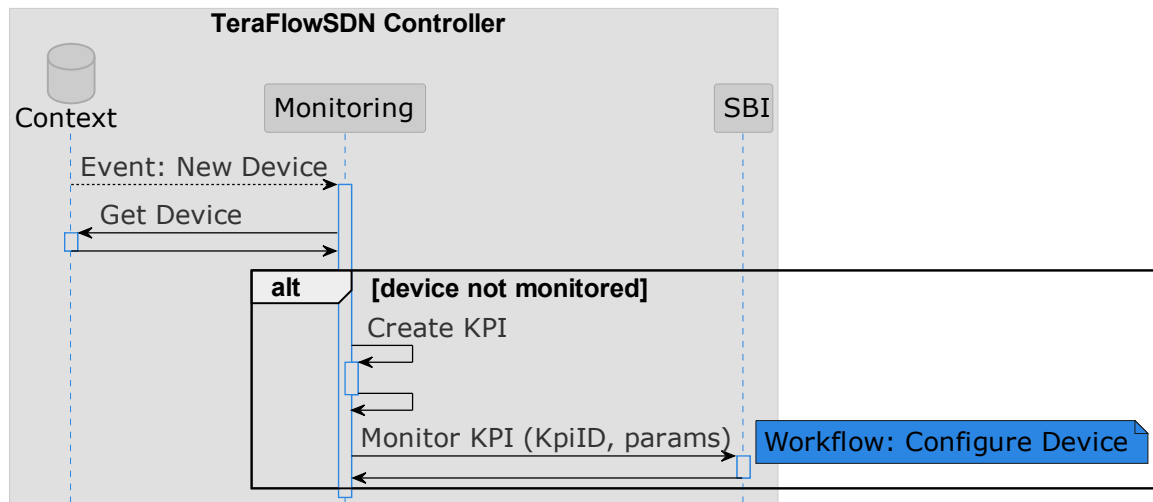 TeraFlowSDN Controller
Context
Monitoring
SBI
Event: New Device
Get Device
alt
[device not monitored]
Create KPI
Monitor KPI (KpiID, params)
Workflow: Configure Device